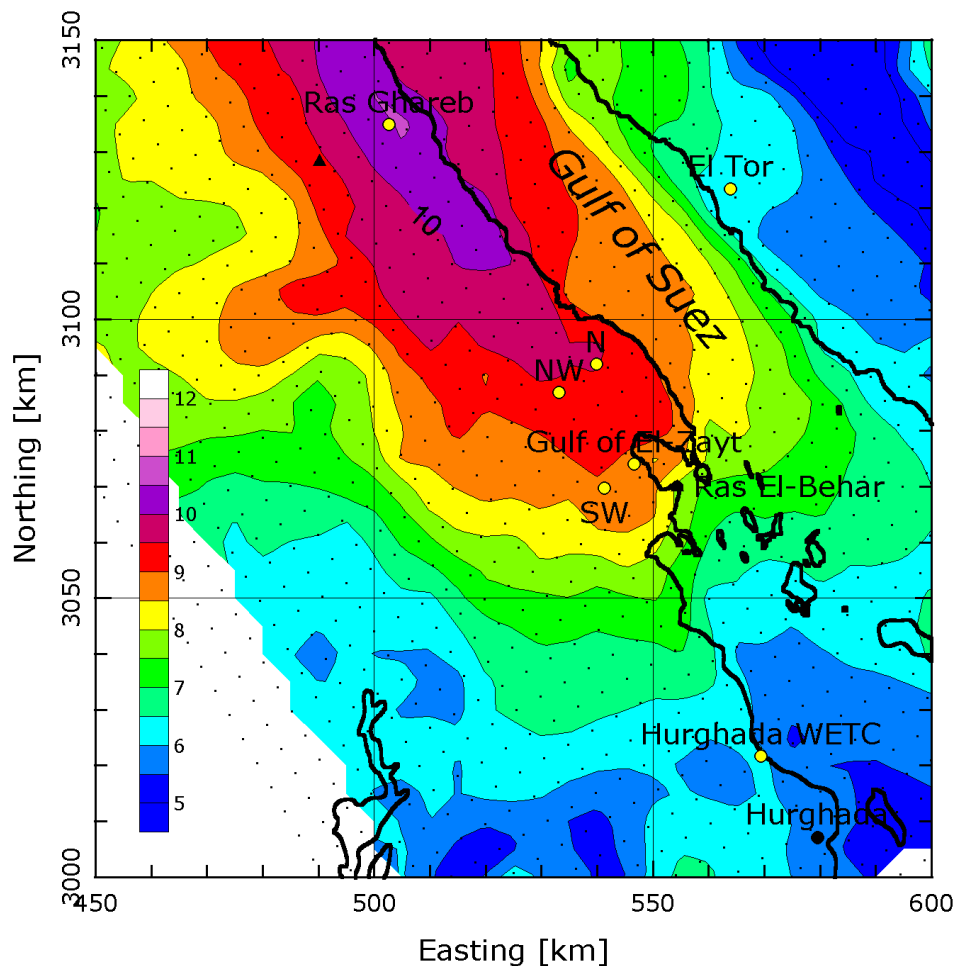 3150
Ras Ghareb
El Tor
Gulf of Suez
10
3100
N
NW
12
Gulf of El-Zayt
11
Ras El-Behar
10
SW
9
3050
8
7
Hurghada WETC
6
5
Hurghada
3000
450
500
550
600
Northing [km]
Easting [km]